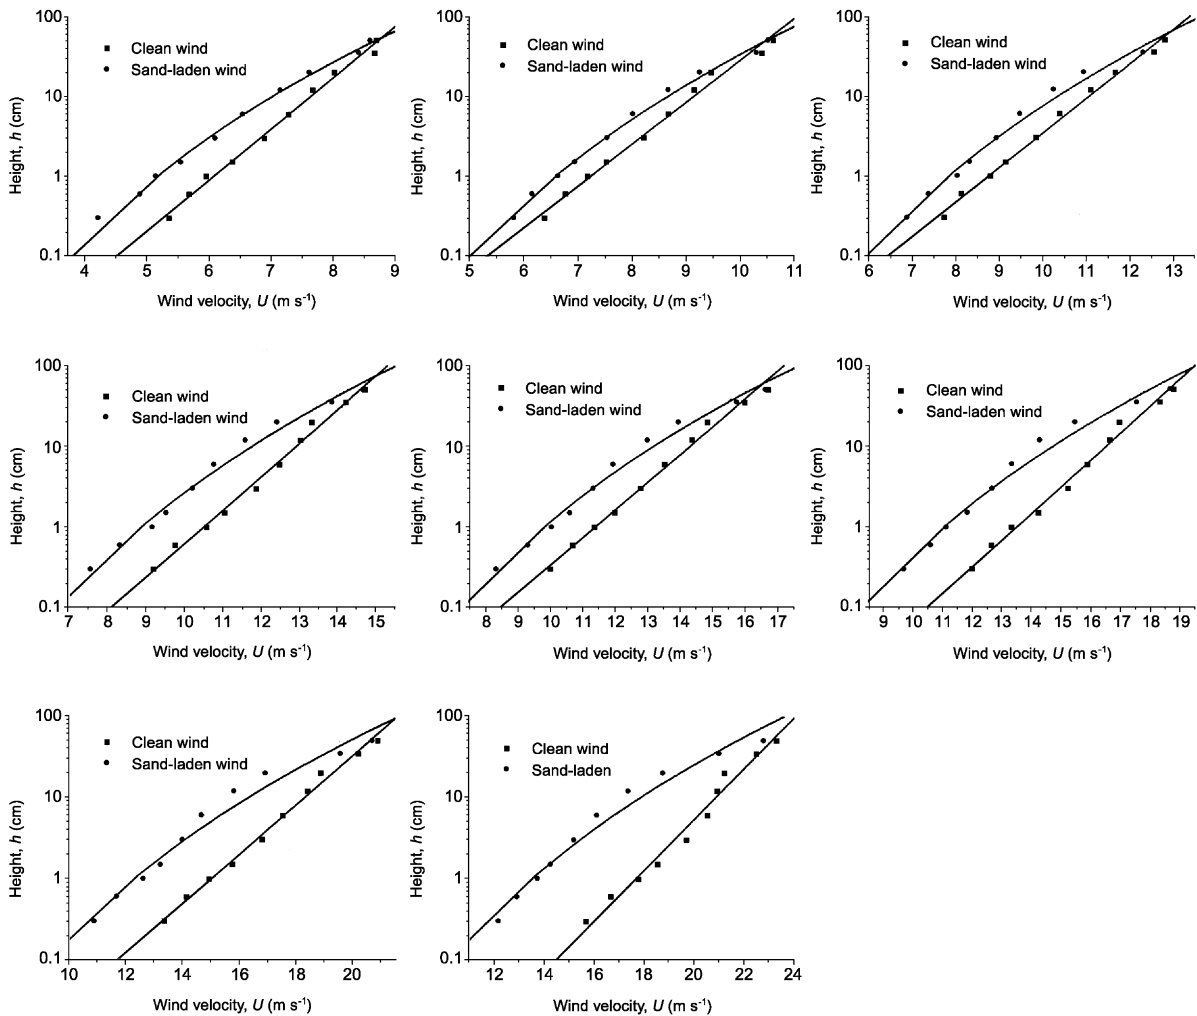 100
10
1
0.1
Height, h (cm)
Clean wind
Sand-laden wind
4 5 6 7 8 9
Wind velocity, U (m s⁻¹)
100
10
1
0.1
Height, h (cm)
Clean wind
Sand-laden wind
5 6 7 8 9 10 11
Wind velocity, U (m s⁻¹)
100
10
1
0.1
Height, h (cm)
Clean wind
Sand-laden wind
6 7 8 9 10 11 12 13
Wind velocity, U (m s⁻¹)
100
10
1
0.1
Height, h (cm)
Clean wind
Sand-laden wind
7 8 9 10 11 12 13 14 15
Wind velocity, U (m s⁻¹)
100
10
1
0.1
Height, h (cm)
Clean wind
Sand-laden wind
8 9 10 11 12 13 14 15 16 17
Wind velocity, U (m s⁻¹)
100
10
1
0.1
Height, h (cm)
Clean wind
Sand-laden wind
9 10 11 12 13 14 15 16 17 18 19
Wind velocity, U (m s⁻¹)
100
10
1
0.1
Height, h (cm)
Clean wind
Sand-laden wind
10 12 14 16 18 20
Wind velocity, U (m s⁻¹)
100
10
1
0.1
Height, h (cm)
Clean wind
Sand-laden
12 14 16 18 20 22 24
Wind velocity, U (m s⁻¹)